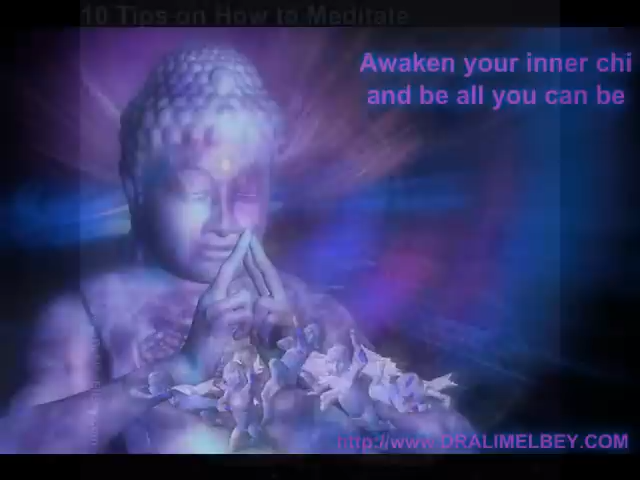 10 Tips on How to Meditate
Awaken your inner chi
and be all you can be
http://www.DRALIMELBEY.COM